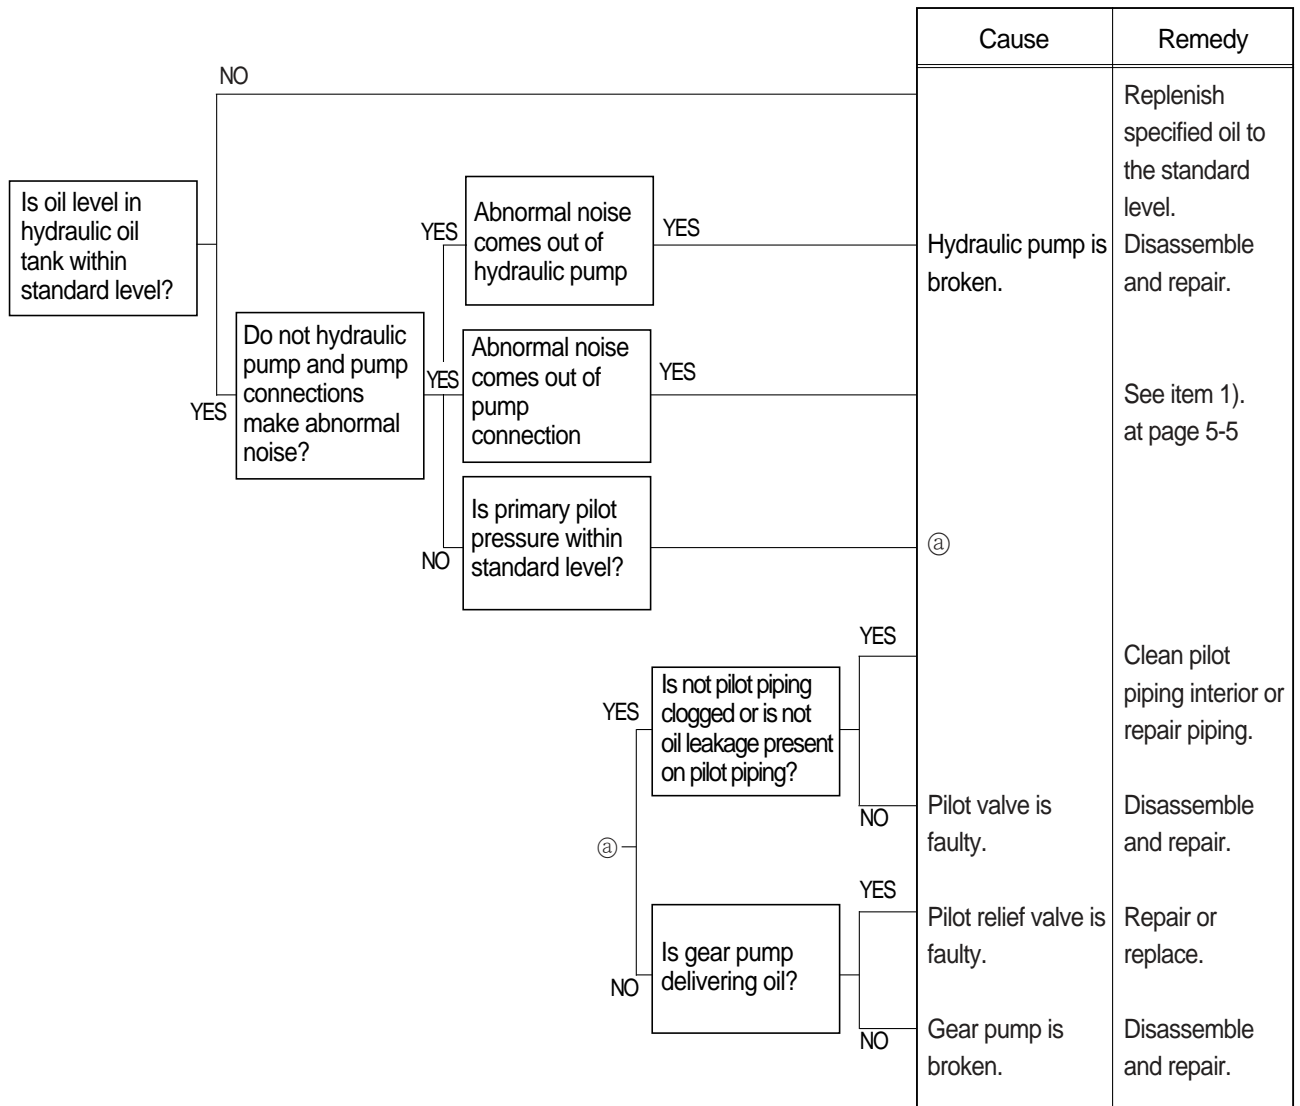 Cause
Remedy
NO
Replenish
specified oil to
the standard
level.
Is oil level in
hydraulic oil
tank within
standard level?
YES
Abnormal noise
comes out of
hydraulic pump
YES
Hydraulic pump is
broken.
Disassemble
and repair.
YES
Do not hydraulic
pump and pump
connections
make abnormal
noise?
YES
Abnormal noise
comes out of
pump
connection
YES
See item 1).
at page 5-5
NO
Is primary pilot
pressure within
standard level?
ⓐ
YES
Is not pilot piping
clogged or is not
oil leakage present
on pilot piping?
YES
Clean pilot
piping interior or
repair piping.
NO
Pilot valve is
faulty.
Disassemble
and repair.
ⓐ
NO
Is gear pump
delivering oil?
YES
Pilot relief valve is
faulty.
Repair or
replace.
NO
Gear pump is
broken.
Disassemble
and repair.